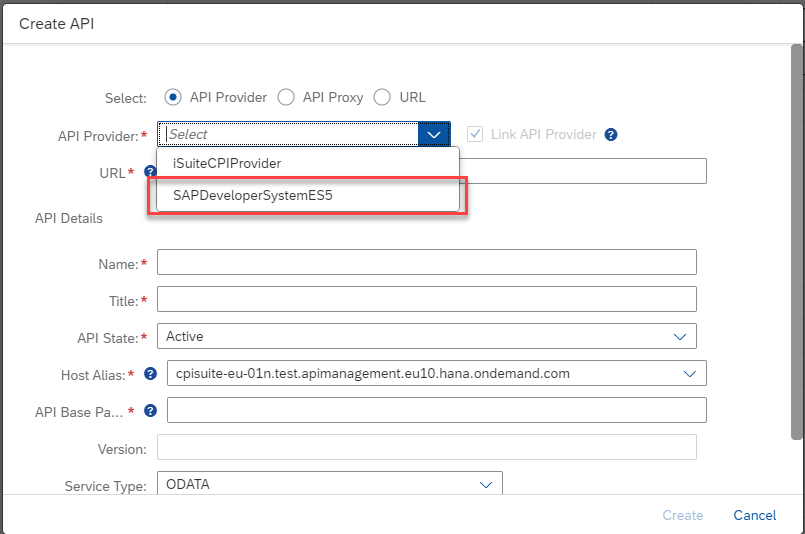 Create API
Select: API Provider API Proxy URL
API Provider:* Select Link API Provider ?
iSuiteCPIProvider
URL* ?
SAPDeveloperSystemES5
API Details
Name:*
Title:*
API State:* Active
Host Alias:* ? cpisuite-eu-01n.test.apimanagement.eu10.hana.ondemand.com
API Base Pa... * ?
Version:
Service Type: ODATA
Create Cancel